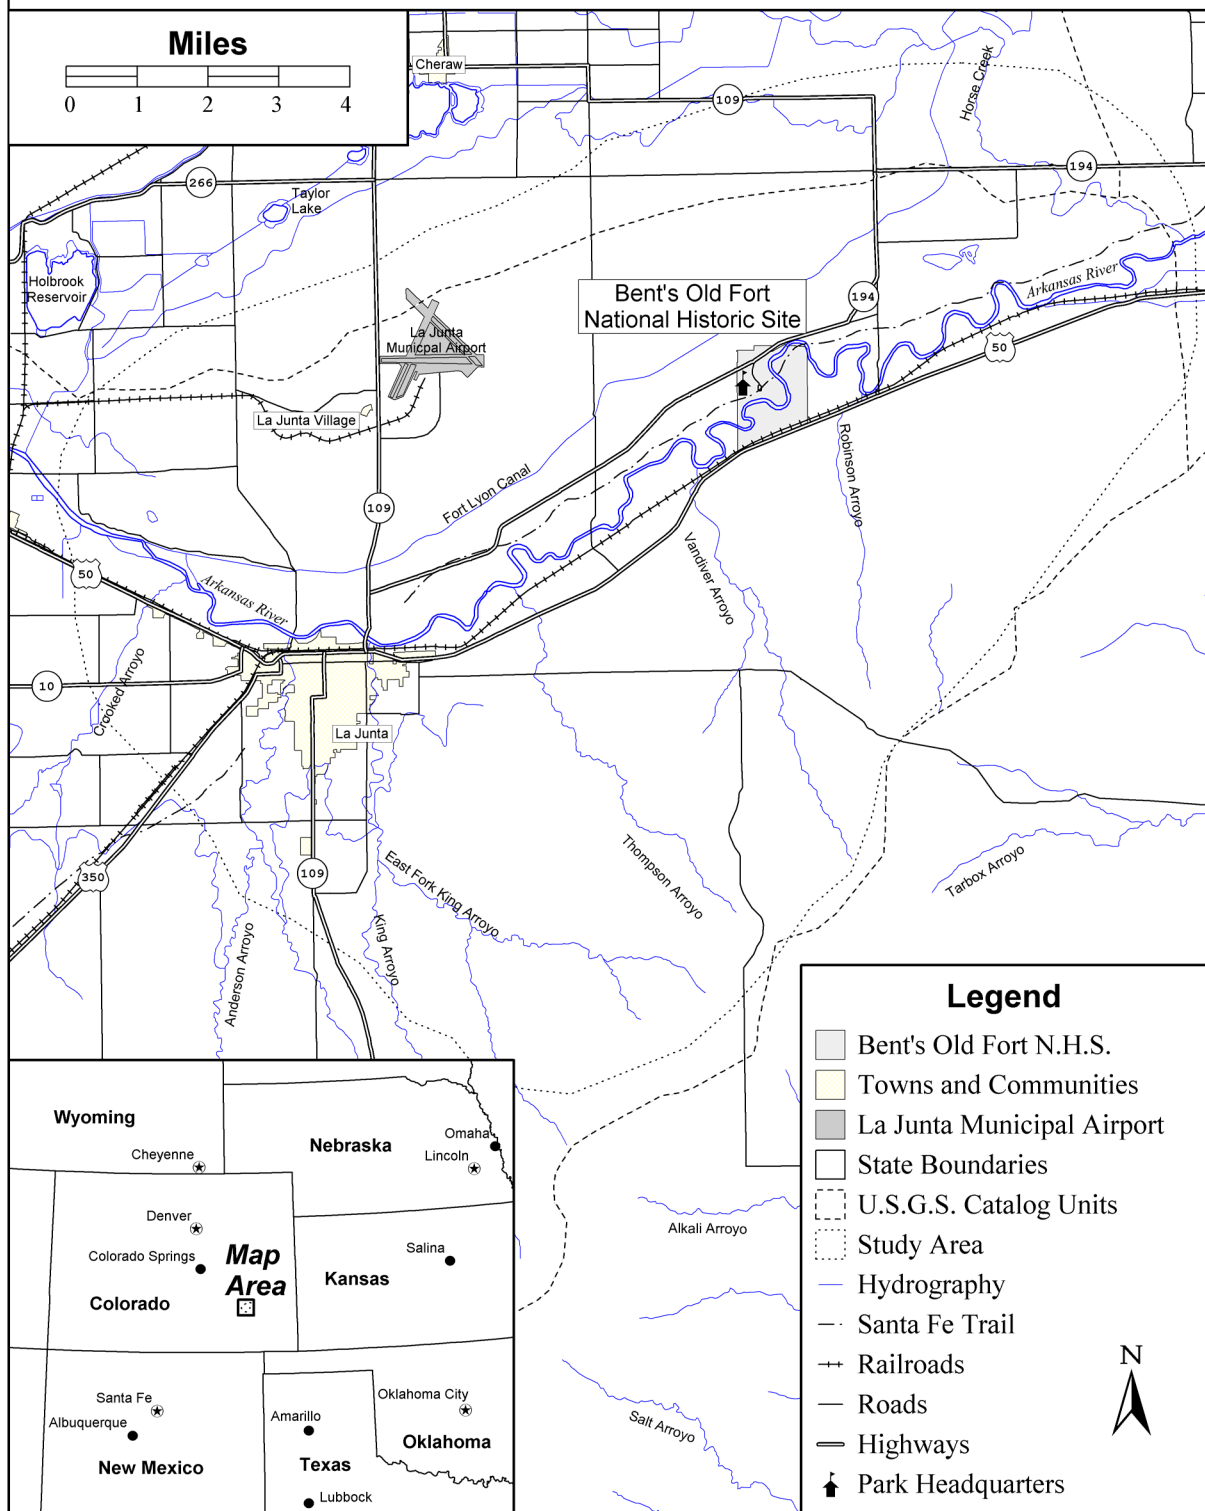 Miles
0 1 2 3 4
Cheraw
109
Horse Creek
194
266
Taylor
Lake
Holbrook
Reservoir
Bent's Old Fort
National Historic Site
194
Arkansas River
50
La Junta
Municpal Airport
La Junta Village
109
Fort Lyon Canal
Robinson Arroyo
Vandiver Arroyo
50
Arkansas River
10
Crooked Arroyo
La Junta
350
109
East Fork King Arroyo
King Arroyo
Anderson Arroyo
Thompson Arroyo
Tarbox Arroyo
Alkali Arroyo
Salt Arroyo
Wyoming
Cheyenne
Nebraska
Omaha
Lincoln
Denver
Colorado Springs
Map
Area
Colorado
Salina
Kansas
Santa Fe
Albuquerque
New Mexico
Amarillo
Texas
Lubbock
Oklahoma City
Oklahoma
Legend
Bent's Old Fort N.H.S.
Towns and Communities
La Junta Municipal Airport
State Boundaries
U.S.G.S. Catalog Units
Study Area
Hydrography
Santa Fe Trail
Railroads
Roads
Highways
Park Headquarters
N